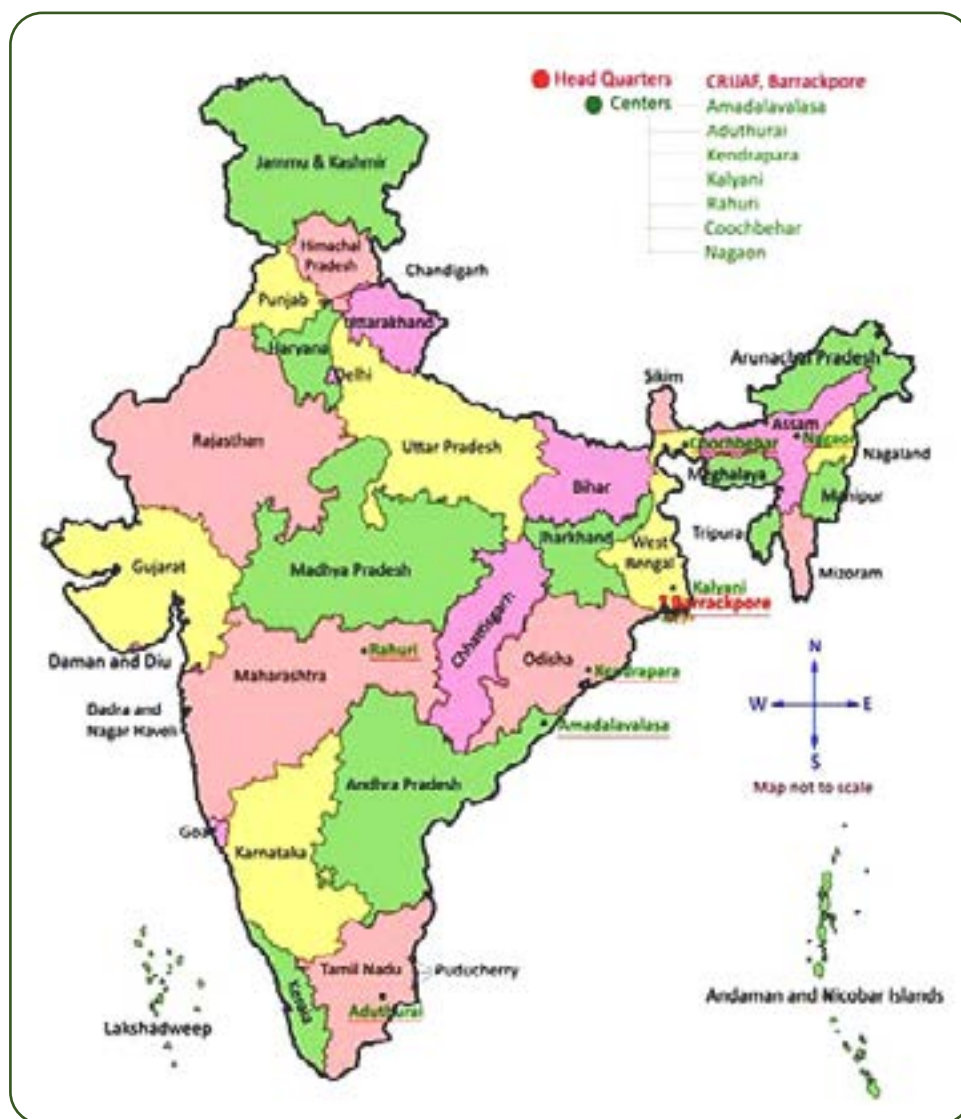 Head Quarters CRIJAF, Barrackpore
Centers Amadalavalasa
Aduthurai
Kendrapara
Kalyani
Rahuri
Coochbehar
Nagaon
Jammu & Kashmir
Himachal
Pradesh
Chandigarh
Punjab
Uttarakhand
Haryana
Delhi
Arunachal Pradesh
Sikim
Rajasthan
Uttar Pradesh
Assam
Coochbehar
Nagaon
Nagaland
Bihar
Meghalaya
Manipur
Jharkhand
West
Bengal
Tripura
Gujarat
Madhya Pradesh
Mizoram
Kalyani
Barrackpore
Chhattisgarh
Rahuri
Odisha
Daman and Diu
Maharashtra
Kendrapara
N
W E
S
Dadra and
Nagar Haveli
Amadalavalasa
Andhra Pradesh
Map not to scale
Goa
Karnataka
Tamil Nadu
Puducherry
Kerala
Aduthurai
Lakshadweep
Andaman and Nicobar Islands